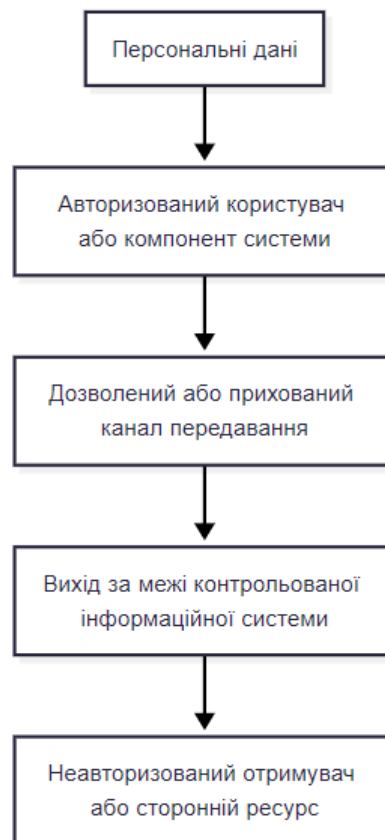 Персональні дані
Авторизований користувач
або компонент системи
Дозволений або прихований
канал передавання
Вихід за межі контрольованої
інформаційної системи
Неавторизований отримувач
або сторонній ресурс